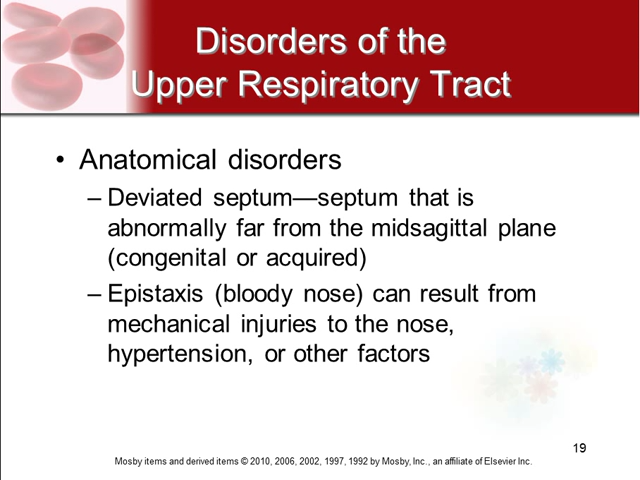 Disorders of the
Upper Respiratory Tract
• Anatomical disorders
– Deviated septum—septum that is
abnormally far from the midsagittal plane
(congenital or acquired)
– Epistaxis (bloody nose) can result from
mechanical injuries to the nose,
hypertension, or other factors
19
Mosby items and derived items © 2010, 2006, 2002, 1997, 1992 by Mosby, Inc., an affiliate of Elsevier Inc.